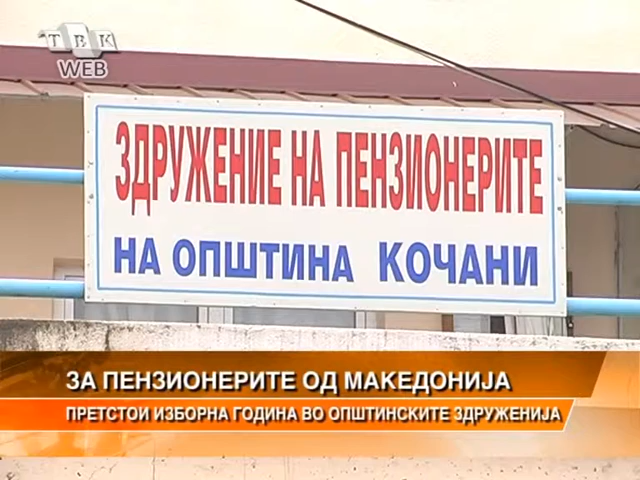 ТВК
WEB
ЗДРУЖЕНИЕ НА ПЕНЗИОНЕРИТЕ
НА ОПШТИНА КОЧАНИ
ЗА ПЕНЗИОНЕРИТЕ ОД МАКЕДОНИЈА
ПРЕТСТОИ ИЗБОРНА ГОДИНА ВО ОПШТИНСКИТЕ ЗДРУЖЕНИЈА